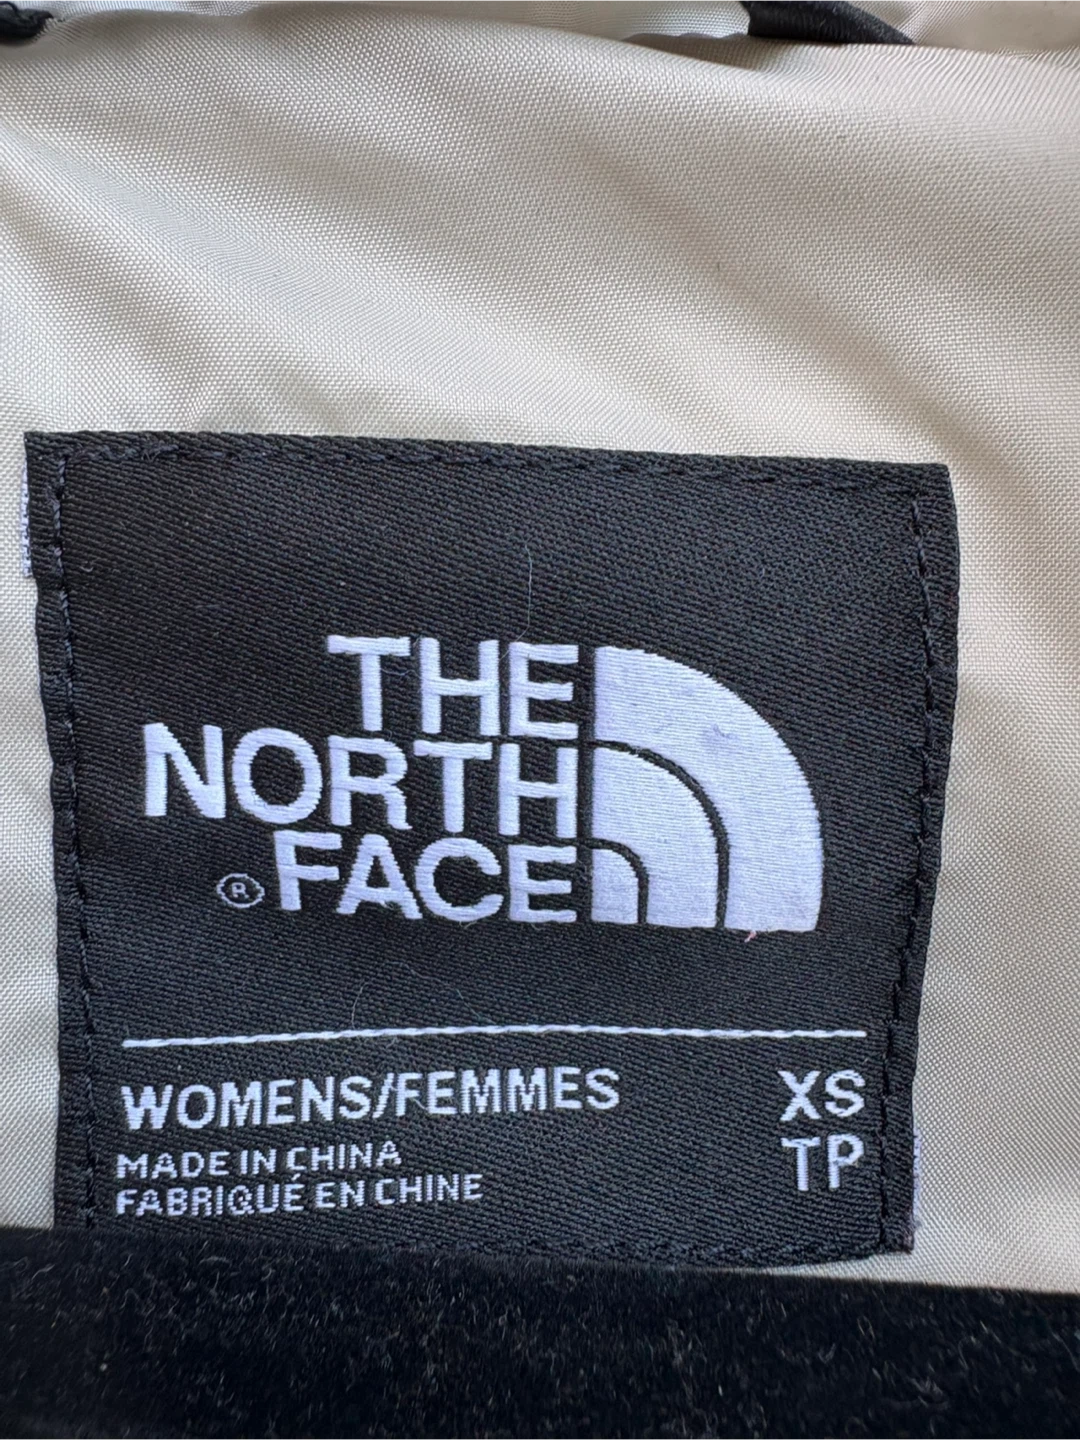 THE
NORTH
® FACE
WOMENS/FEMMES XS
MADE IN CHINA TP
FABRIQUÉ EN CHINE